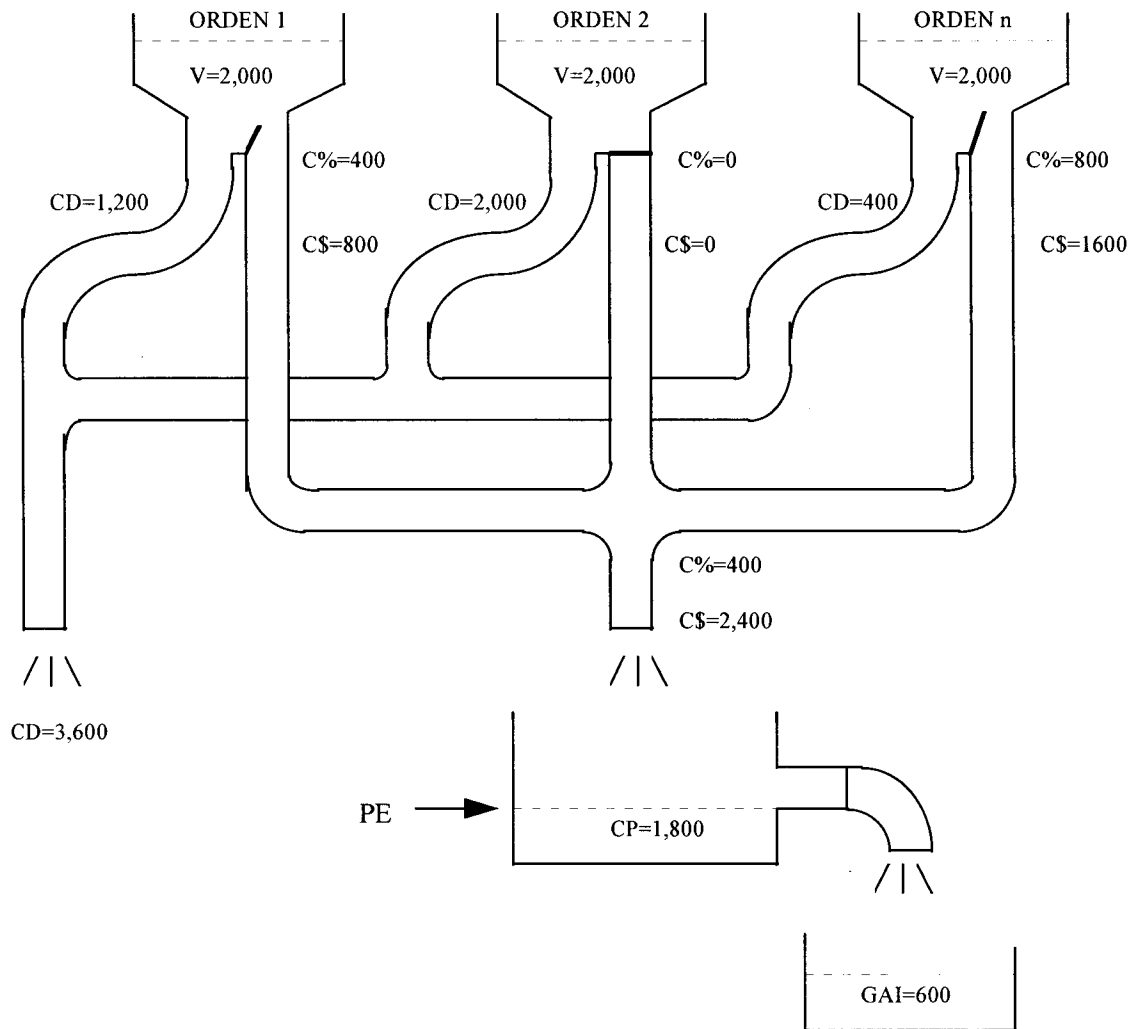 ORDEN 1
ORDEN 2
ORDEN n
V=2,000
V=2,000
V=2,000
C%=400
C%=0
C%=800
CD=1,200
CD=2,000
CD=400
C$=800
C$=0
C$=1600
C%=400
C$=2,400
CD=3,600
PE
CP=1,800
GAI=600